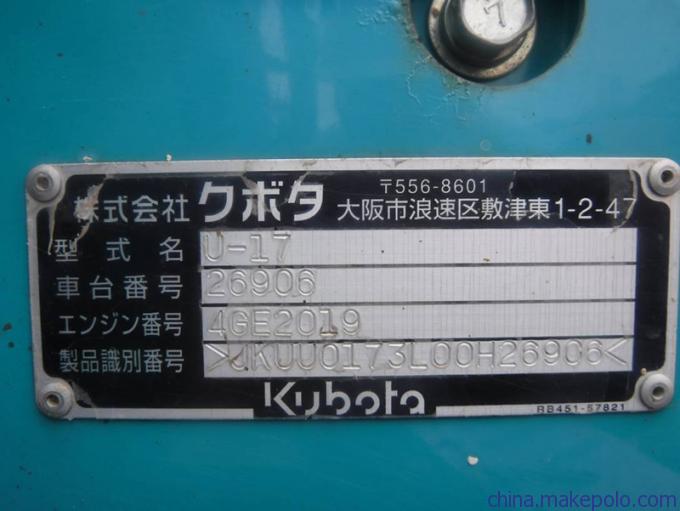 7
株式会社 クボタ 〒556-8601
大阪市浪速区敷津東1-2-47
型式名 U-17
車台番号 26906
エンジン番号 4GE2019
製品識別番号 >JKUU0173L00H26906<
Kubota
RB451-57821
china.makepolo.com